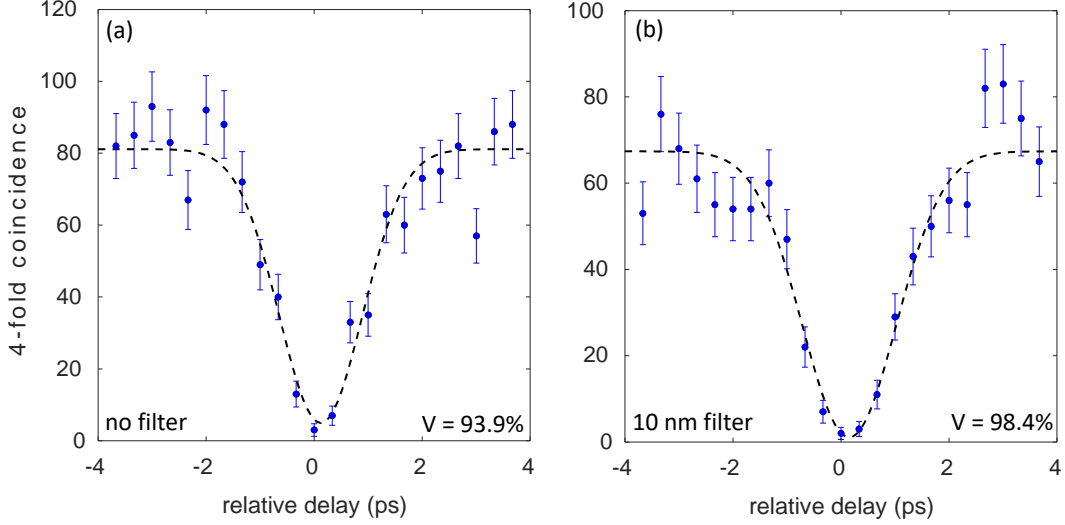 (a)
4-fold coincidence
120
100
80
60
40
20
0
no filter
V = 93.9%
-4
-2
0
2
4
relative delay (ps)
(b)
100
80
60
40
20
0
10 nm filter
V = 98.4%
-4
-2
0
2
4
relative delay (ps)